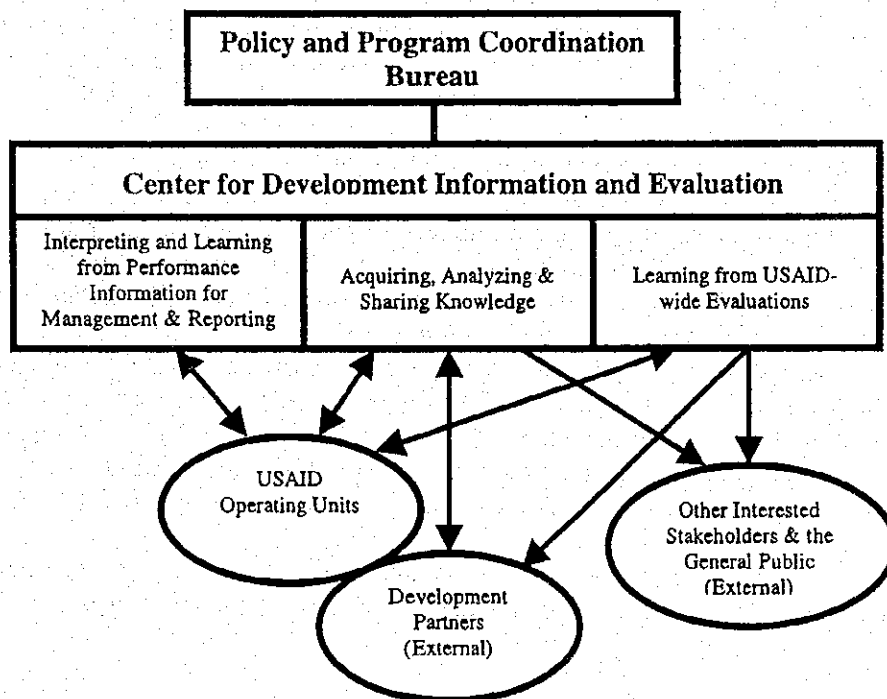 Policy and Program Coordination
Bureau
Center for Development Information and Evaluation
Interpreting and Learning
from Performance
Information for
Management & Reporting
Acquiring, Analyzing &
Sharing Knowledge
Learning from USAID-
wide Evaluations
USAID
Operating Units
Development
Partners
(External)
Other Interested
Stakeholders & the
General Public
(External)